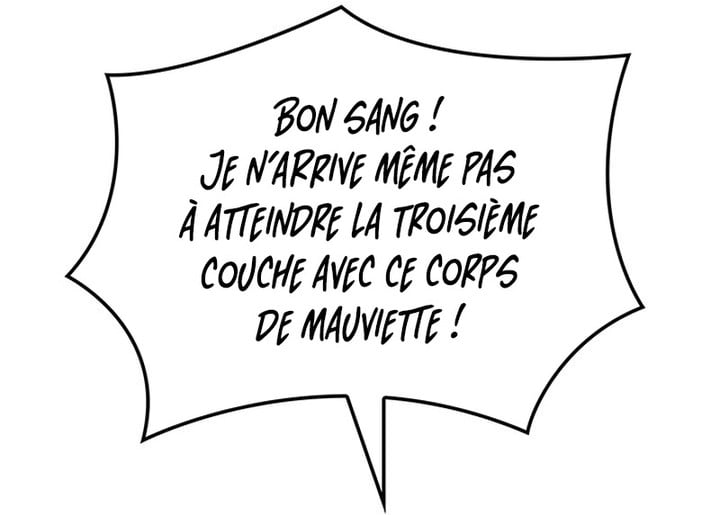 BON SANG !
JE N'ARRIVE MÊME PAS
À ATTEINDRE LA TROISIÈME
COUCHE AVEC CE CORPS
DE MAUVIETTE !